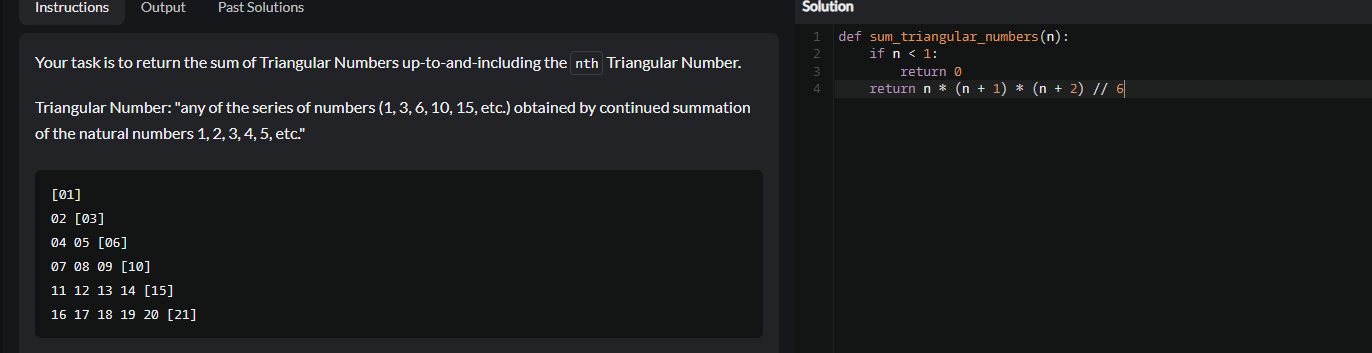 Instructions Output Past Solutions
Your task is to return the sum of Triangular Numbers up-to-and-including the nth Triangular Number.
Triangular Number: "any of the series of numbers (1, 3, 6, 10, 15, etc.) obtained by continued summation
of the natural numbers 1, 2, 3, 4, 5, etc."
[01]
02 [03]
04 05 [06]
07 08 09 [10]
11 12 13 14 [15]
16 17 18 19 20 [21]
Solution
1 def sum_triangular_numbers(n):
2     if n < 1:
3         return 0
4     return n * (n + 1) * (n + 2) // 6